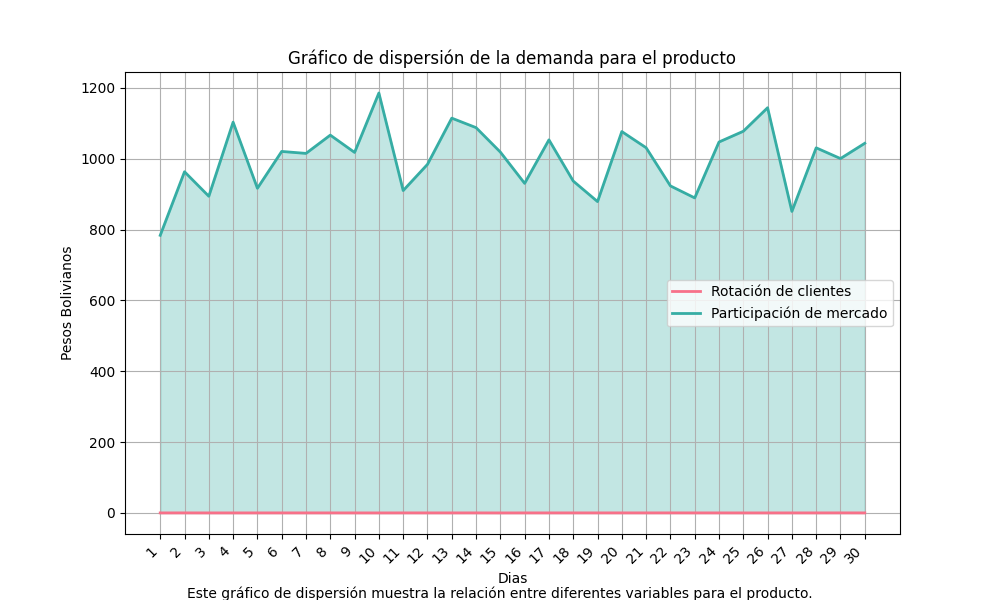 Gráfico de dispersión de la demanda para el producto
1200
1000
800
600
400
200
0
Pesos Bolivianos
Rotación de clientes
Participación de mercado
1 2 3 4 5 6 7 8 9 10 11 12 13 14 15 16 17 18 19 20 21 22 23 24 25 26 27 28 29 30
Dias
Este gráfico de dispersión muestra la relación entre diferentes variables para el producto.